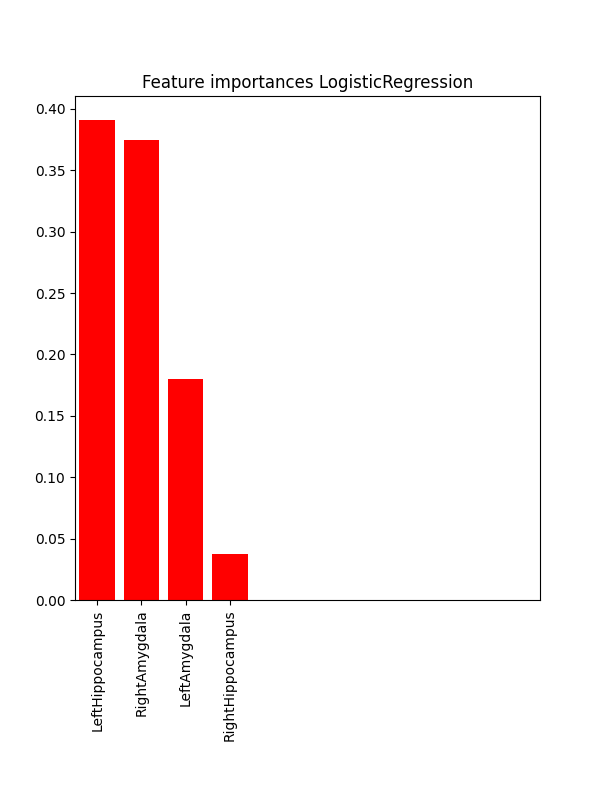 Feature importances LogisticRegression
0.40
0.35
0.30
0.25
0.20
0.15
0.10
0.05
0.00
LeftHippocampus
RightAmygdala
LeftAmygdala
RightHippocampus